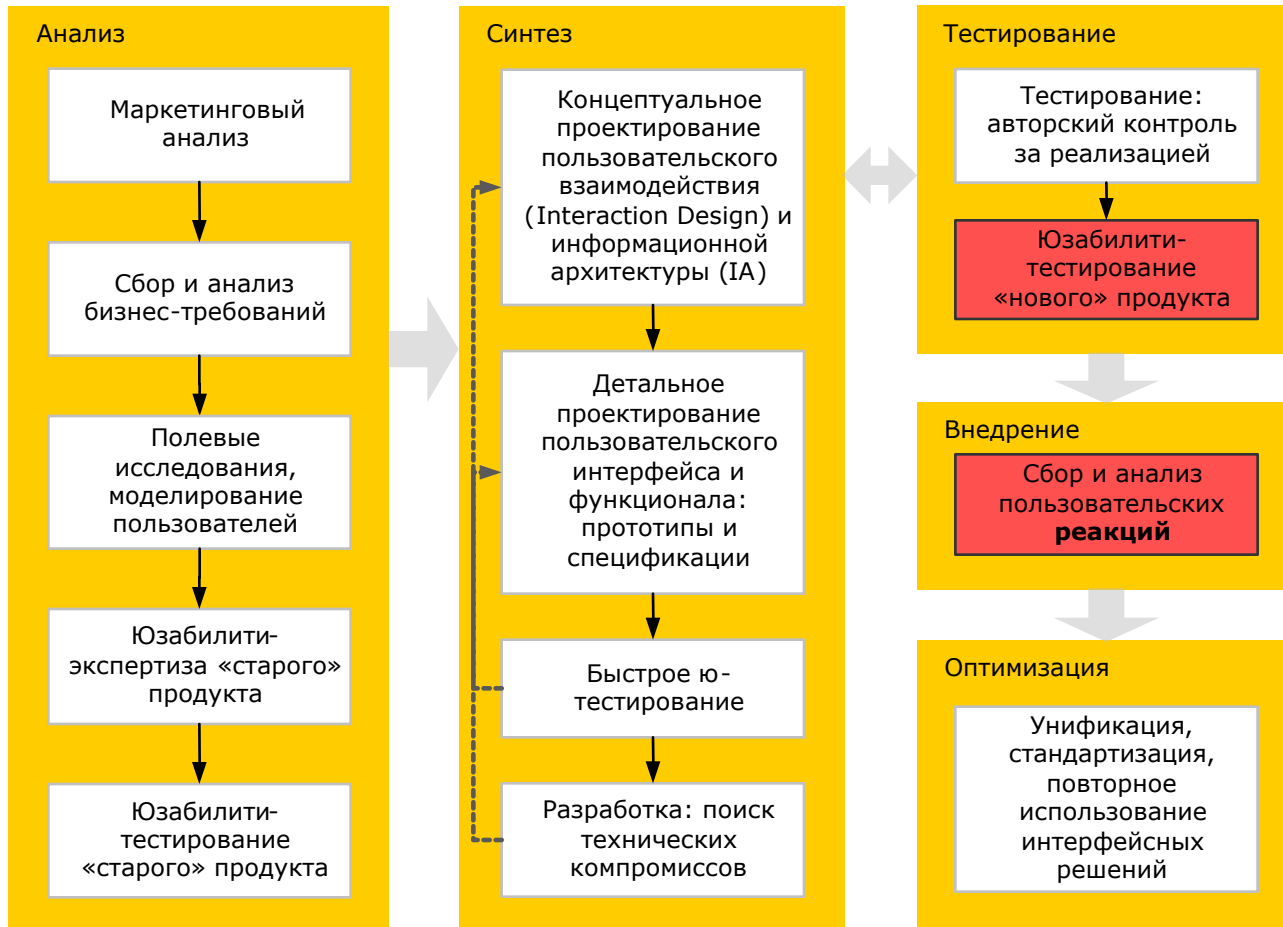 Анализ
Маркетинговый
анализ
Сбор и анализ
бизнес-требований
Полевые
исследования,
моделирование
пользователей
Юзабилити-
экспертиза «старого»
продукта
Юзабилити-
тестирование
«старого» продукта
Синтез
Концептуальное
проектирование
пользовательского
взаимодействия
(Interaction Design) и
информационной
архитектуры (IA)
Детальное
проектирование
пользовательского
интерфейса и
функционала:
прототипы и
спецификации
Быстрое ю-
тестирование
Разработка: поиск
технических
компромиссов
Тестирование
Тестирование:
авторский контроль
за реализацией
Юзабилити-
тестирование
«нового» продукта
Внедрение
Сбор и анализ
пользовательских
реакций
Оптимизация
Унификация,
стандартизация,
повторное
использование
интерфейсных
решений